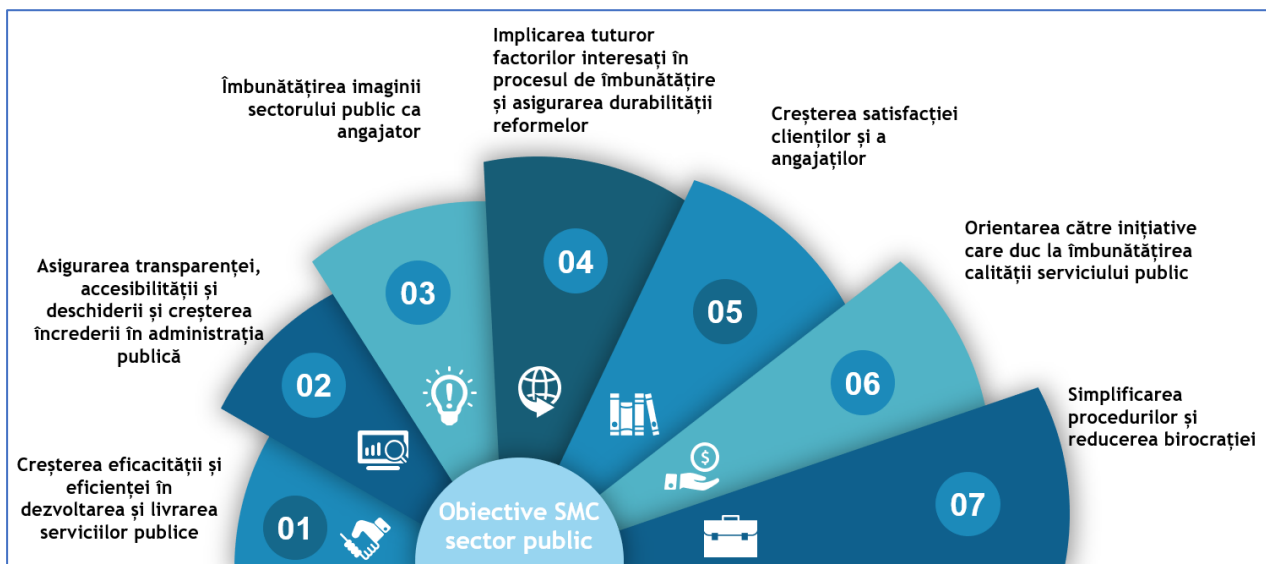 Implicarea tuturor
factorilor interesați în
procesul de îmbunătățire
și asigurarea durabilității
reformelor
Îmbunătățirea imaginii
sectorului public ca
angajator
Creșterea satisfacției
clienților și a
angajaților
Orientarea către inițiative
care duc la îmbunătățirea
calității serviciului public
Asigurarea transparenței,
accesibilității și
deschiderii și creșterea
încrederii în administrația
publică
Simplificarea
procedurilor și
reducerea birocrației
Creșterea eficacității și
eficienței în
dezvoltarea și livrarea
serviciilor publice
01
02
03
04
05
06
07
$
Obiective SMC
sector public